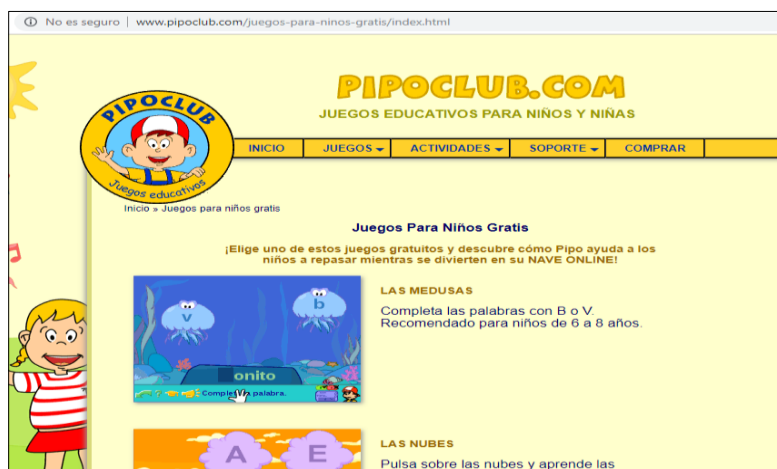 No es seguro | www.pipoclub.com/juegos-para-ninos-gratis/index.html
PIPOCLUB.COM
JUEGOS EDUCATIVOS PARA NIÑOS Y NIÑAS
PIPOCLUB
Juegos educativos
INICIO JUEGOS ACTIVIDADES SOPORTE COMPRAR
Inicio » Juegos para niños gratis
Juegos Para Niños Gratis
¡Elige uno de estos juegos gratuitos y descubre cómo Pipo ayuda a los
niños a repasar mientras se divierten en su NAVE ONLINE!
v b
onito
palabra.
LAS MEDUSAS
Completa las palabras con B o V.
Recomendado para niños de 6 a 8 años.
A E
LAS NUBES
Pulsa sobre las nubes y aprende las